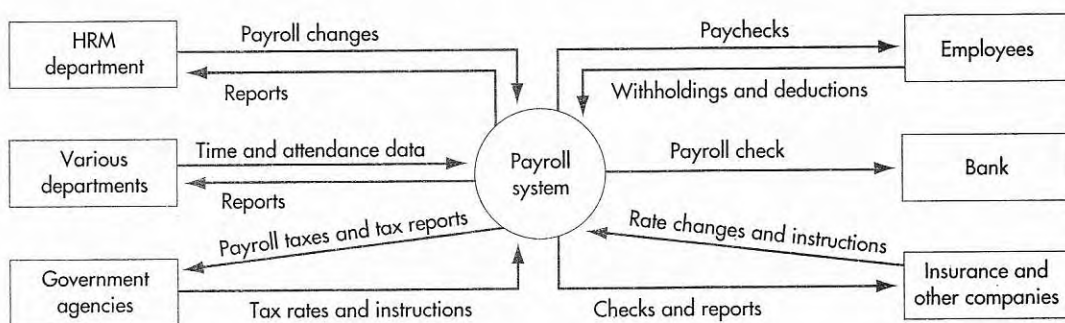 HRM
department
Payroll changes
Reports
Paychecks
Withholdings and deductions
Employees
Various
departments
Time and attendance data
Reports
Payroll
system
Payroll check
Bank
Government
agencies
Payroll taxes and tax reports
Tax rates and instructions
Rate changes and instructions
Checks and reports
Insurance and
other companies